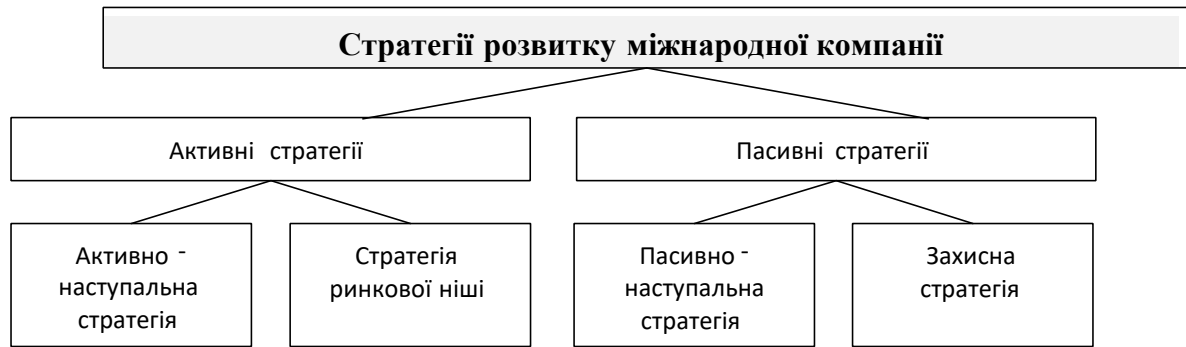 Стратегії розвитку міжнародної компанії
Активні стратегії
Пасивні стратегії
Активно -
наступальна
стратегія
Стратегія
ринкової ніші
Пасивно -
наступальна
стратегія
Захисна
стратегія